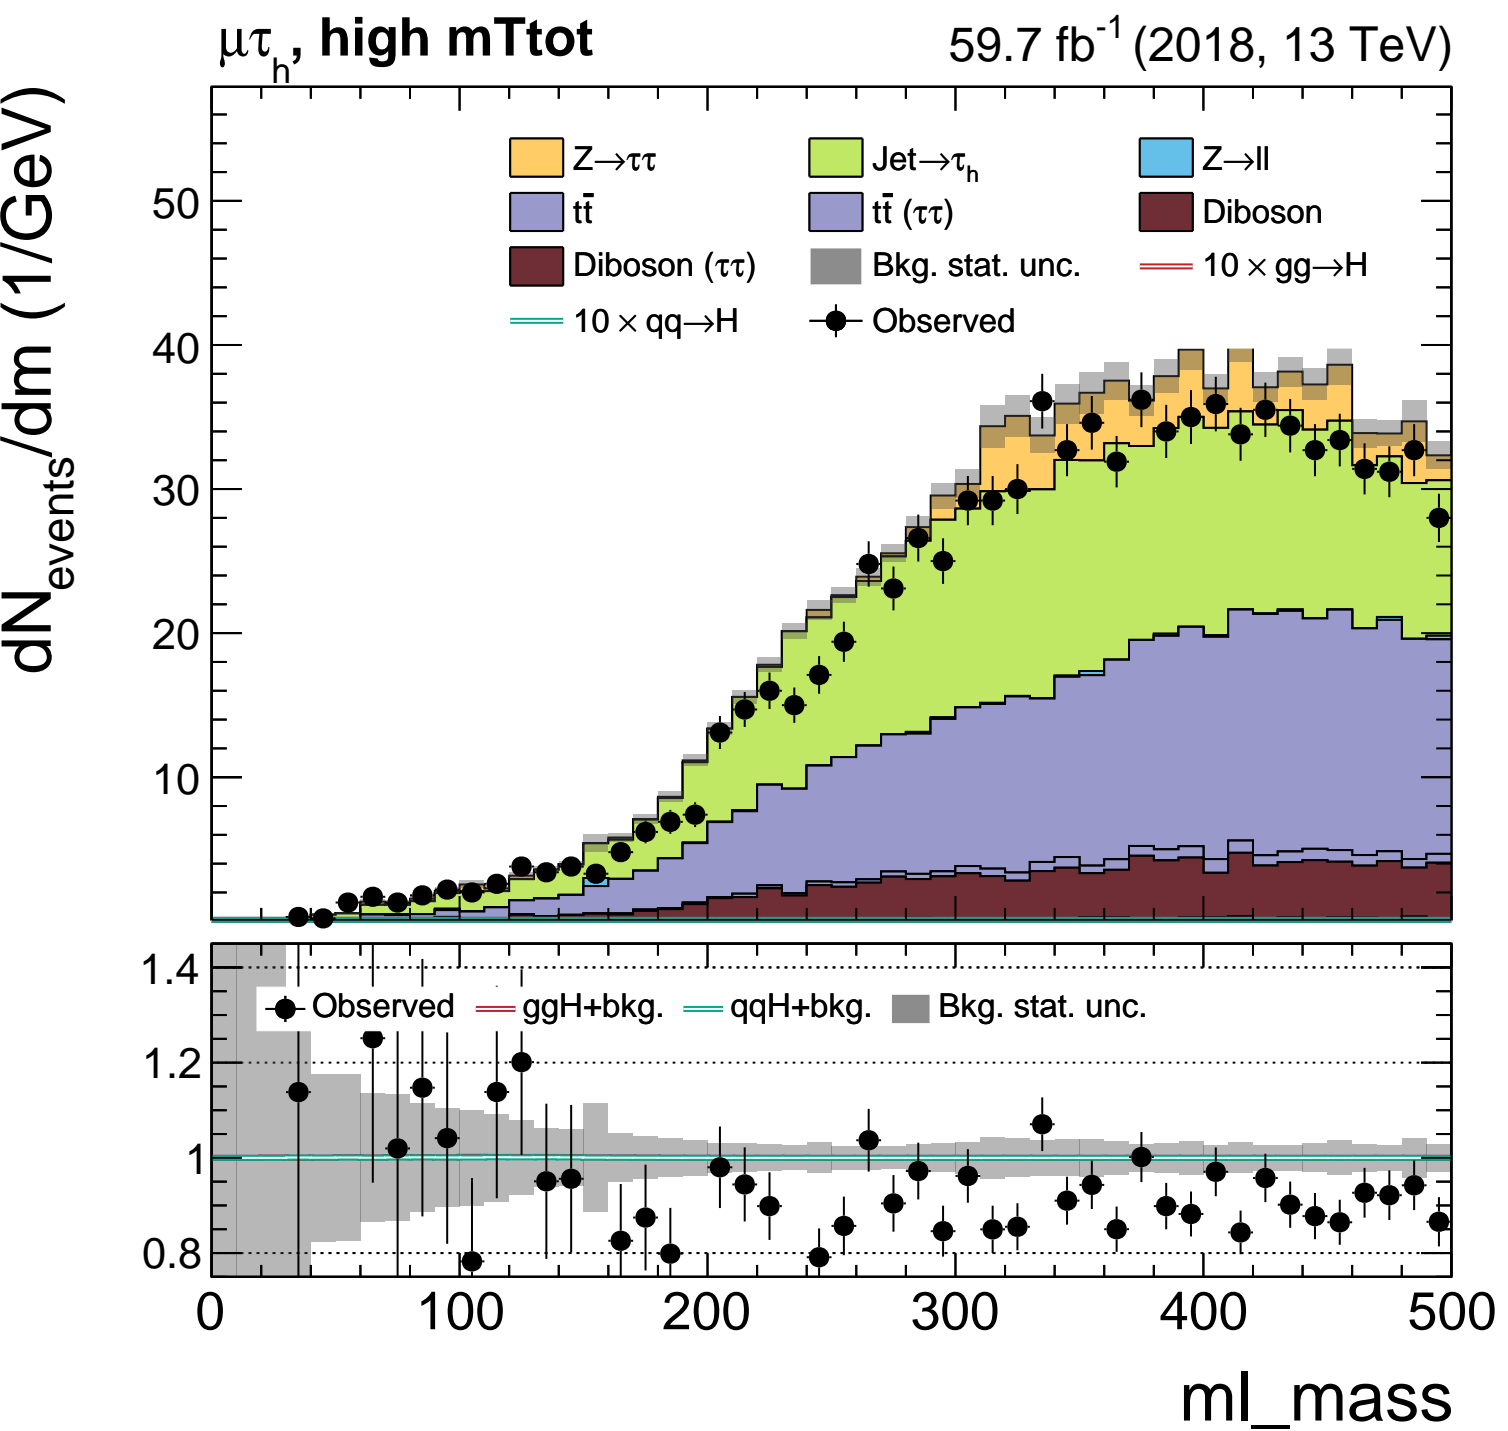 μτh, high mTtot
59.7 fb-1 (2018, 13 TeV)
dNevents/dm (1/GeV)
Z→ττ Jet→τh Z→ll
tt̄ tt̄ (ττ) Diboson
Diboson (ττ) Bkg. stat. unc. 10 × gg→H
10 × qq→H Observed
50
40
30
20
10
1.4
Observed ggH+bkg. qqH+bkg. Bkg. stat. unc.
1.2
1
0.8
0 100 200 300 400 500
ml_mass